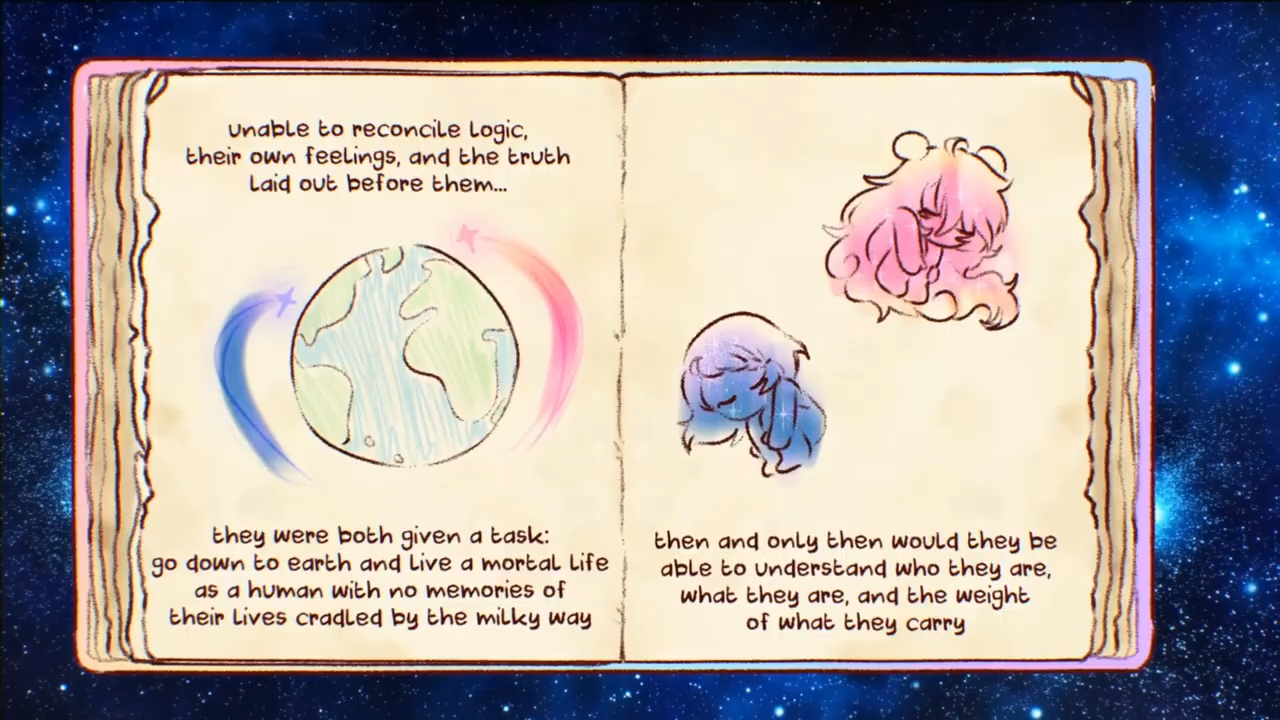 unable to reconcile logic,
their own feelings, and the truth
laid out before them...
they were both given a task:
go down to earth and live a mortal life
as a human with no memories of
their lives cradled by the milky way
then and only then would they be
able to understand who they are,
what they are, and the weight
of what they carry